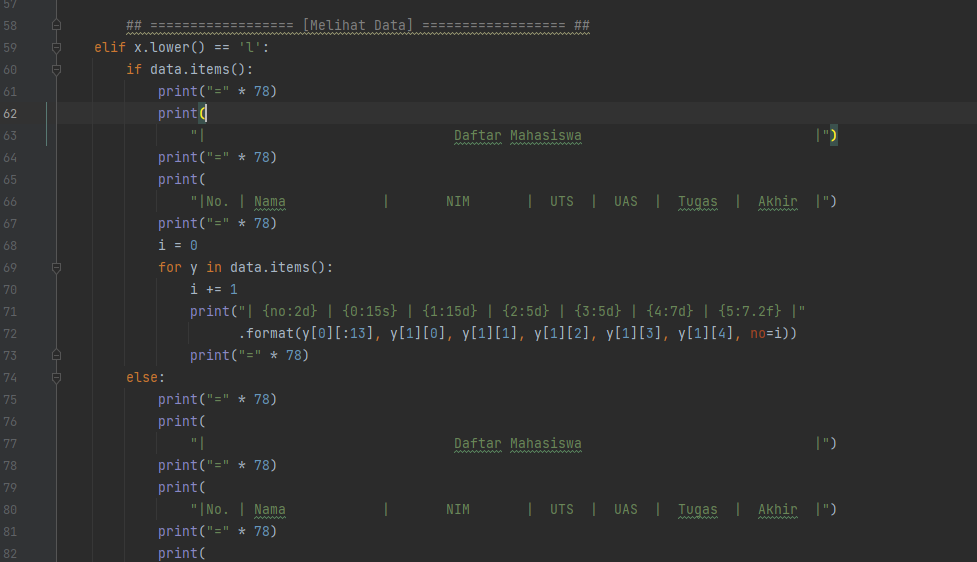 57
58 ## ================== [Melihat Data] ================== ##
59 elif x.lower() == 'l':
60 if data.items():
61 print("=" * 78)
62 print(
63 "|                               Daftar Mahasiswa                             |")
64 print("=" * 78)
65 print(
66 "|No. | Nama            |       NIM       |  UTS  |  UAS  |  Tugas  |  Akhir  |")
67 print("=" * 78)
68 i = 0
69 for y in data.items():
70 i += 1
71 print("| {no:2d} | {0:15s} | {1:15d} | {2:5d} | {3:5d} | {4:7d} | {5:7.2f} |"
72 .format(y[0][:13], y[1][0], y[1][1], y[1][2], y[1][3], y[1][4], no=i))
73 print("=" * 78)
74 else:
75 print("=" * 78)
76 print(
77 "|                               Daftar Mahasiswa                             |")
78 print("=" * 78)
79 print(
80 "|No. | Nama            |       NIM       |  UTS  |  UAS  |  Tugas  |  Akhir  |")
81 print("=" * 78)
82 print(